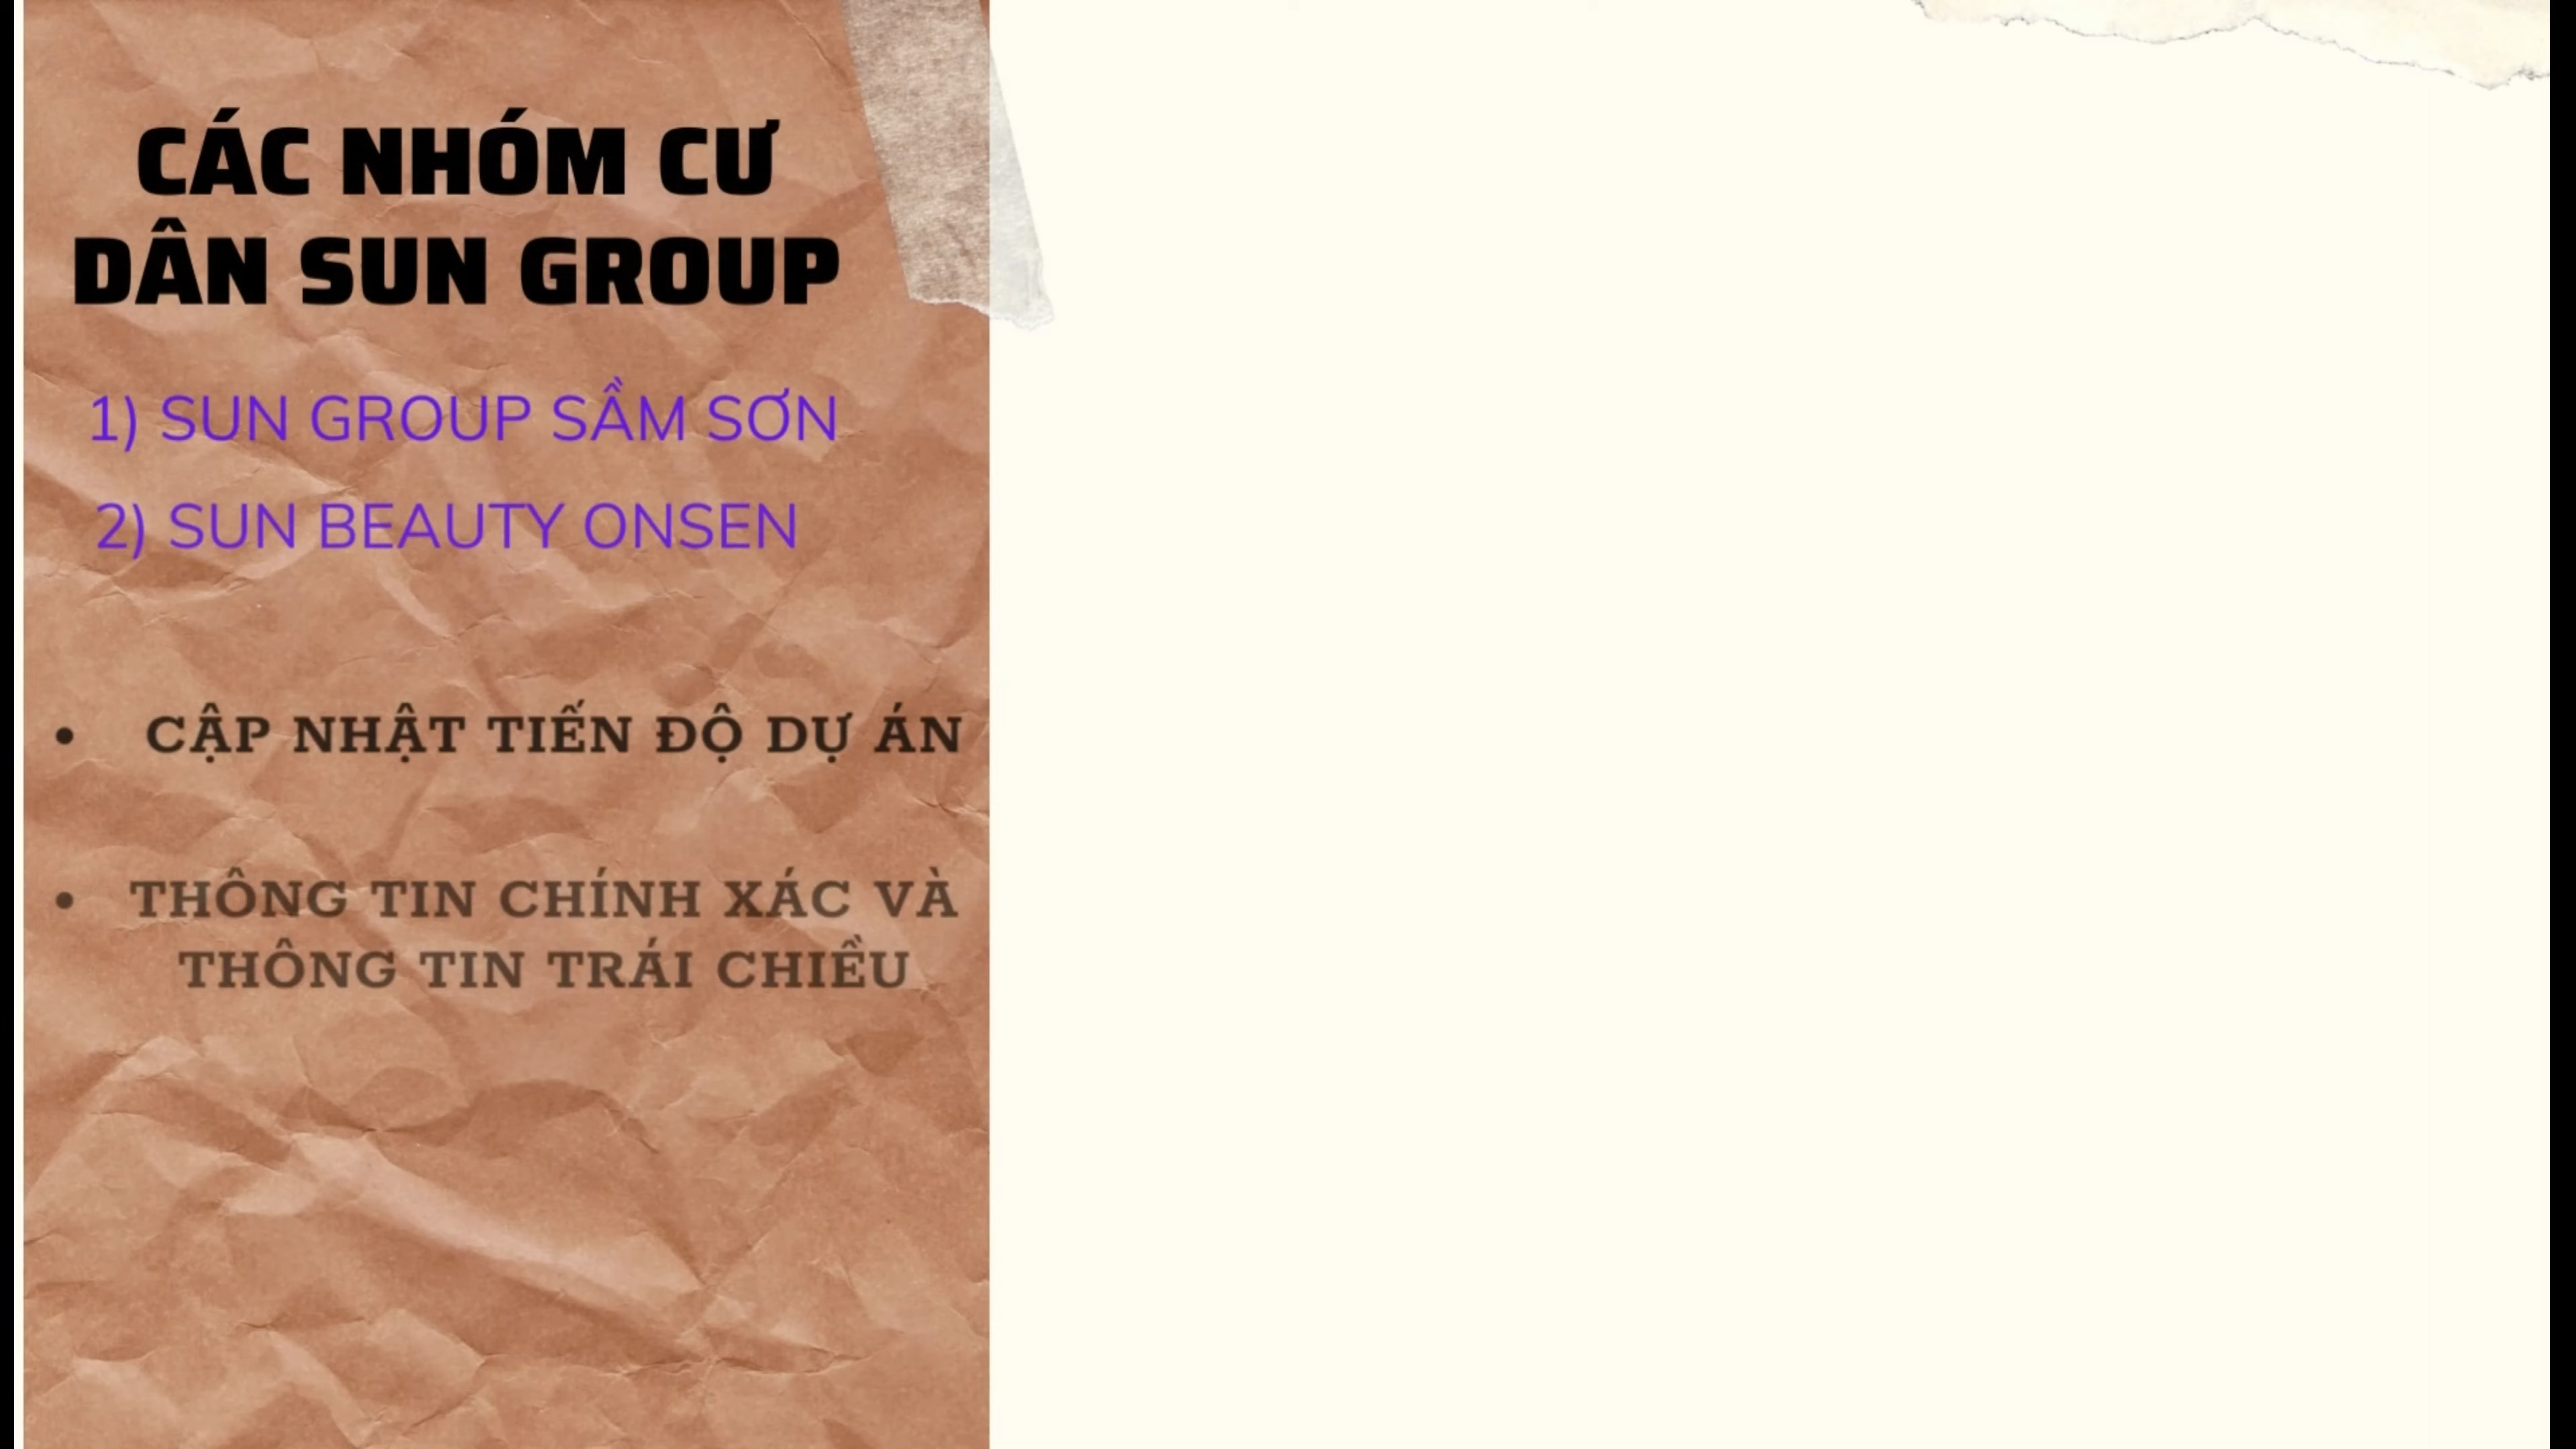 CÁC NHÓM CƯ
DÂN SUN GROUP
1) SUN GROUP SẦM SƠN
2) SUN BEAUTY ONSEN
• CẬP NHẬT TIẾN ĐỘ DỰ ÁN
• THÔNG TIN CHÍNH XÁC VÀ
THÔNG TIN TRÁI CHIỀU